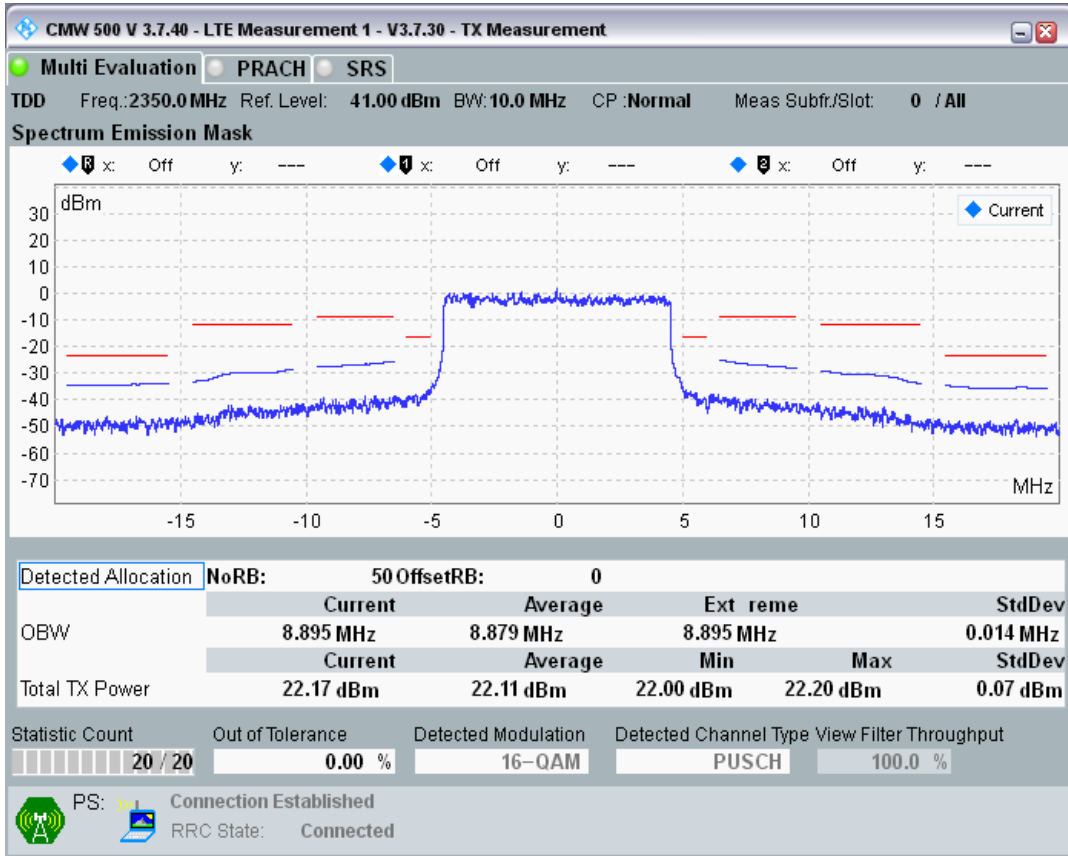 CMW 500 V 3.7.40 - LTE Measurement 1 - V3.7.30 - TX Measurement
Multi Evaluation PRACH SRS
TDD Freq.:2350.0 MHz Ref. Level: 41.00 dBm BW:10.0 MHz CP :Normal Meas Subfr./Slot: 0 / All
Spectrum Emission Mask
R x: Off y: --- 1 x: Off y: --- 2 x: Off y: ---
dBm
Current
30
20
10
0
-10
-20
-30
-40
-50
-60
-70
MHz
-15 -10 -5 0 5 10 15
Detected Allocation NoRB: 50 OffsetRB: 0
Current Average Ext reme StdDev
OBW 8.895 MHz 8.879 MHz 8.895 MHz 0.014 MHz
Current Average Min Max StdDev
Total TX Power 22.17 dBm 22.11 dBm 22.00 dBm 22.20 dBm 0.07 dBm
Statistic Count Out of Tolerance Detected Modulation Detected Channel Type View Filter Throughput
20 / 20 0.00 % 16-QAM PUSCH 100.0 %
PS: Connection Established
RRC State: Connected